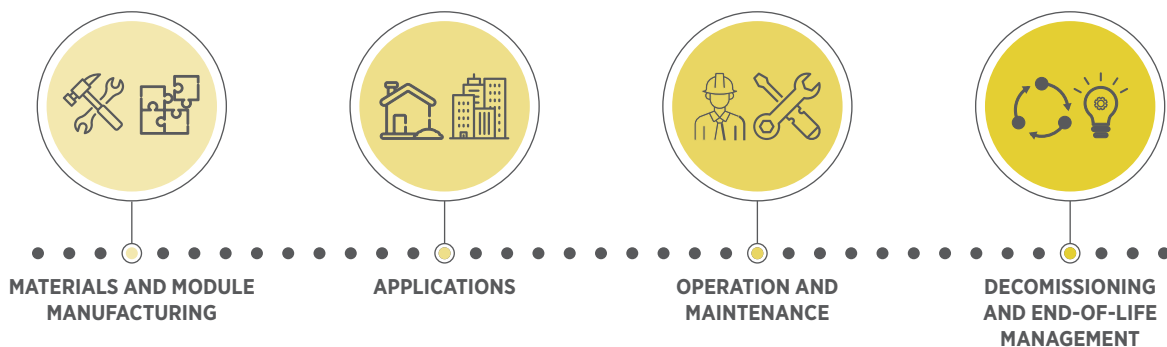 MATERIALS AND MODULE
MANUFACTURING
APPLICATIONS
OPERATION AND
MAINTENANCE
DECOMISSIONING
AND END-OF-LIFE
MANAGEMENT